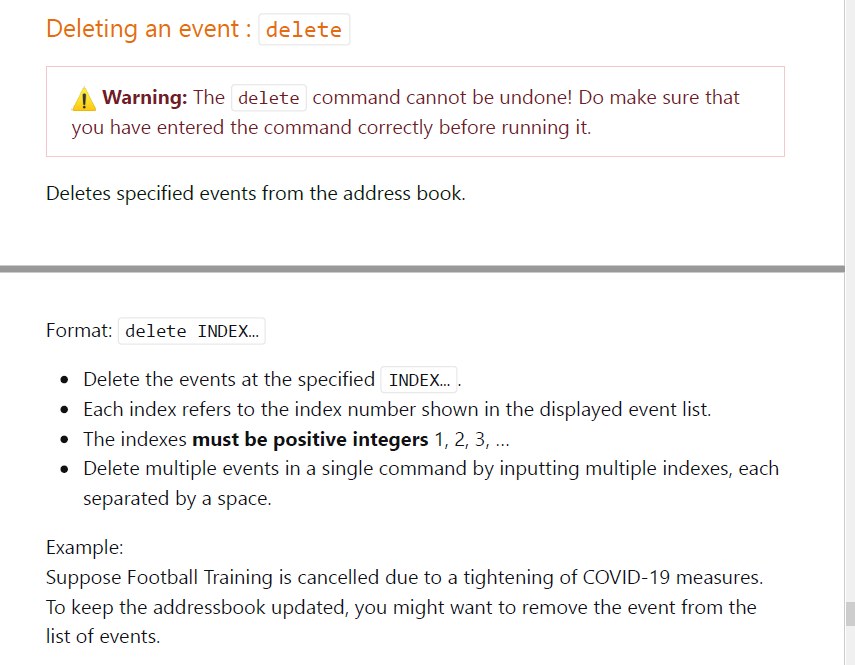 Deleting an event : delete
⚠️ Warning: The delete command cannot be undone! Do make sure that
you have entered the command correctly before running it.
Deletes specified events from the address book.
Format: delete INDEX…
• Delete the events at the specified INDEX… .
• Each index refers to the index number shown in the displayed event list.
• The indexes must be positive integers 1, 2, 3, …
• Delete multiple events in a single command by inputting multiple indexes, each
separated by a space.
Example:
Suppose Football Training is cancelled due to a tightening of COVID-19 measures.
To keep the addressbook updated, you might want to remove the event from the
list of events.